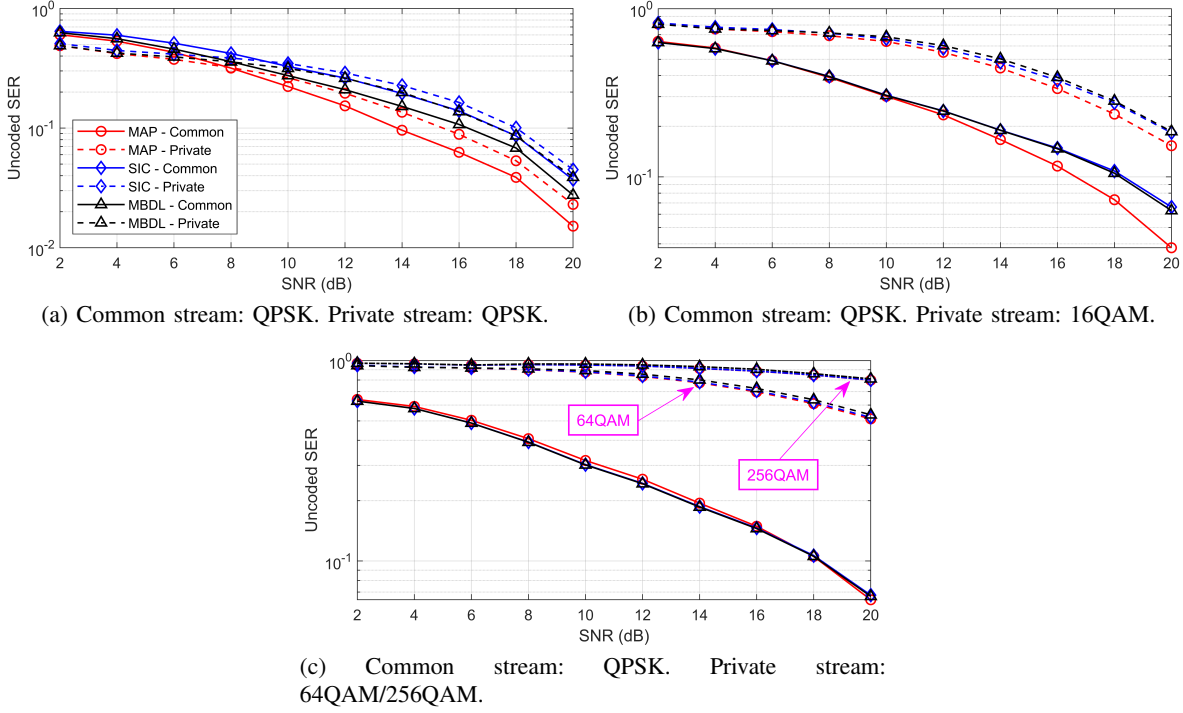 10^0
10^-1
10^-2
Uncoded SER
MAP - Common
MAP - Private
SIC - Common
SIC - Private
MBDL - Common
MBDL - Private
2 4 6 8 10 12 14 16 18 20
SNR (dB)
(a) Common stream: QPSK. Private stream: QPSK.
10^0
10^-1
Uncoded SER
2 4 6 8 10 12 14 16 18 20
SNR (dB)
(b) Common stream: QPSK. Private stream: 16QAM.
10^0
10^-1
Uncoded SER
64QAM
256QAM
2 4 6 8 10 12 14 16 18 20
SNR (dB)
(c) Common stream: QPSK. Private stream:
64QAM/256QAM.